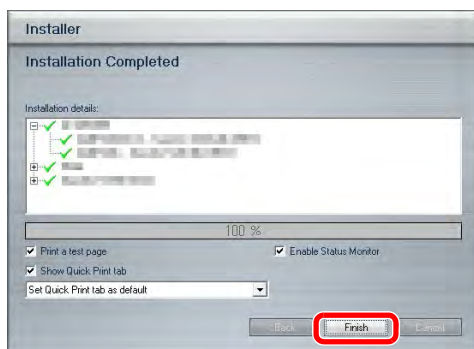 Installer
Installation Completed
Installation details:
100 %
Print a test page
Enable Status Monitor
Show Quick Print tab
Set Quick Print tab as default
Back
Finish
Cancel